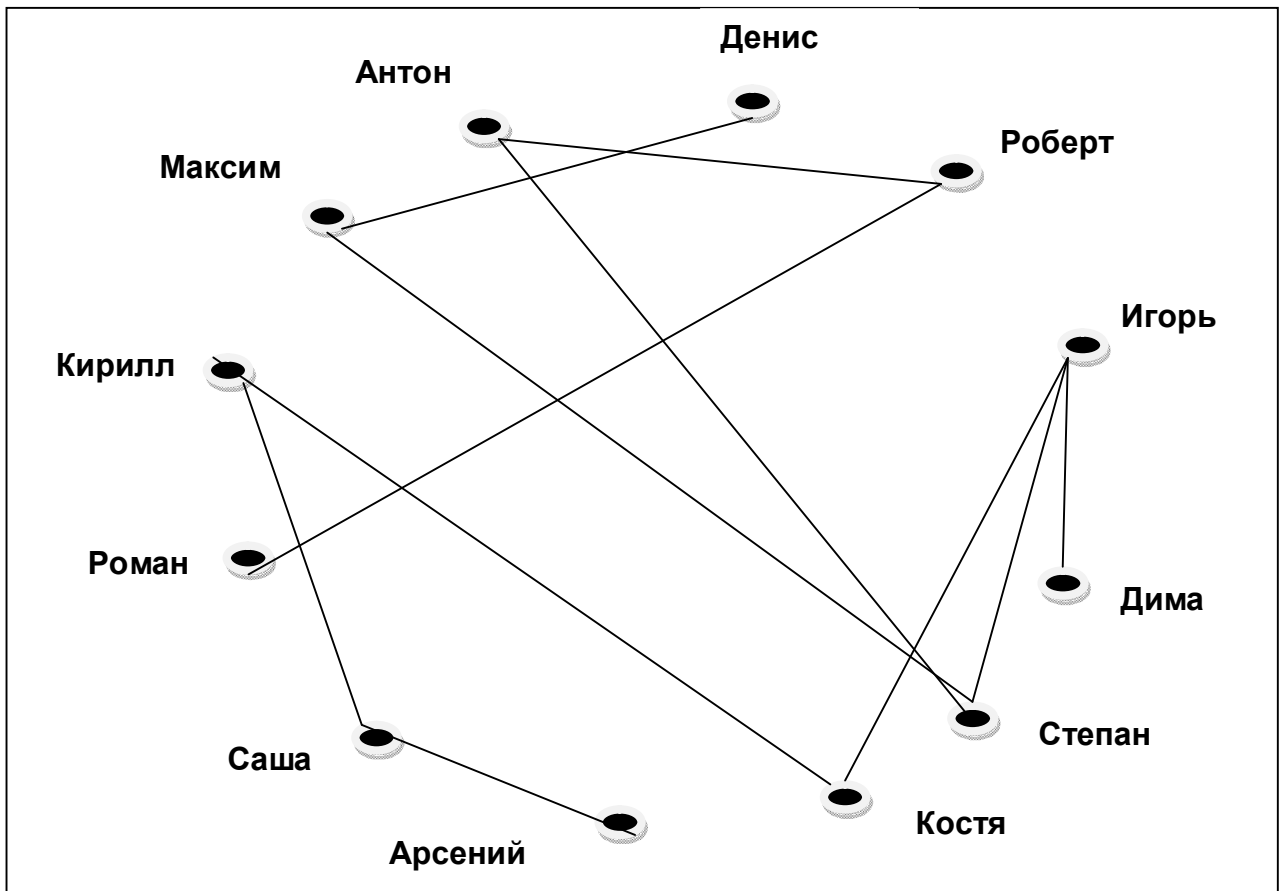 Денис
Антон
Роберт
Максим
Игорь
Кирилл
Роман
Дима
Степан
Саша
Костя
Арсений